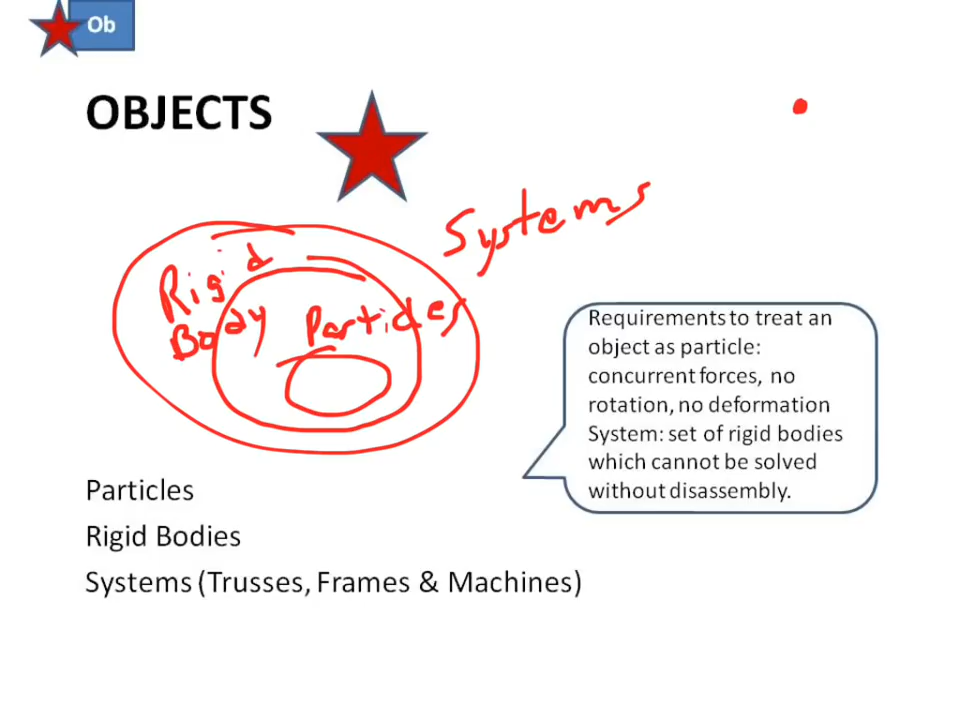 Ob
OBJECTS
Systems
Rigid
Body
Particles
Requirements to treat an
object as particle:
concurrent forces, no
rotation, no deformation
System: set of rigid bodies
which cannot be solved
without disassembly.
Particles
Rigid Bodies
Systems (Trusses, Frames & Machines)